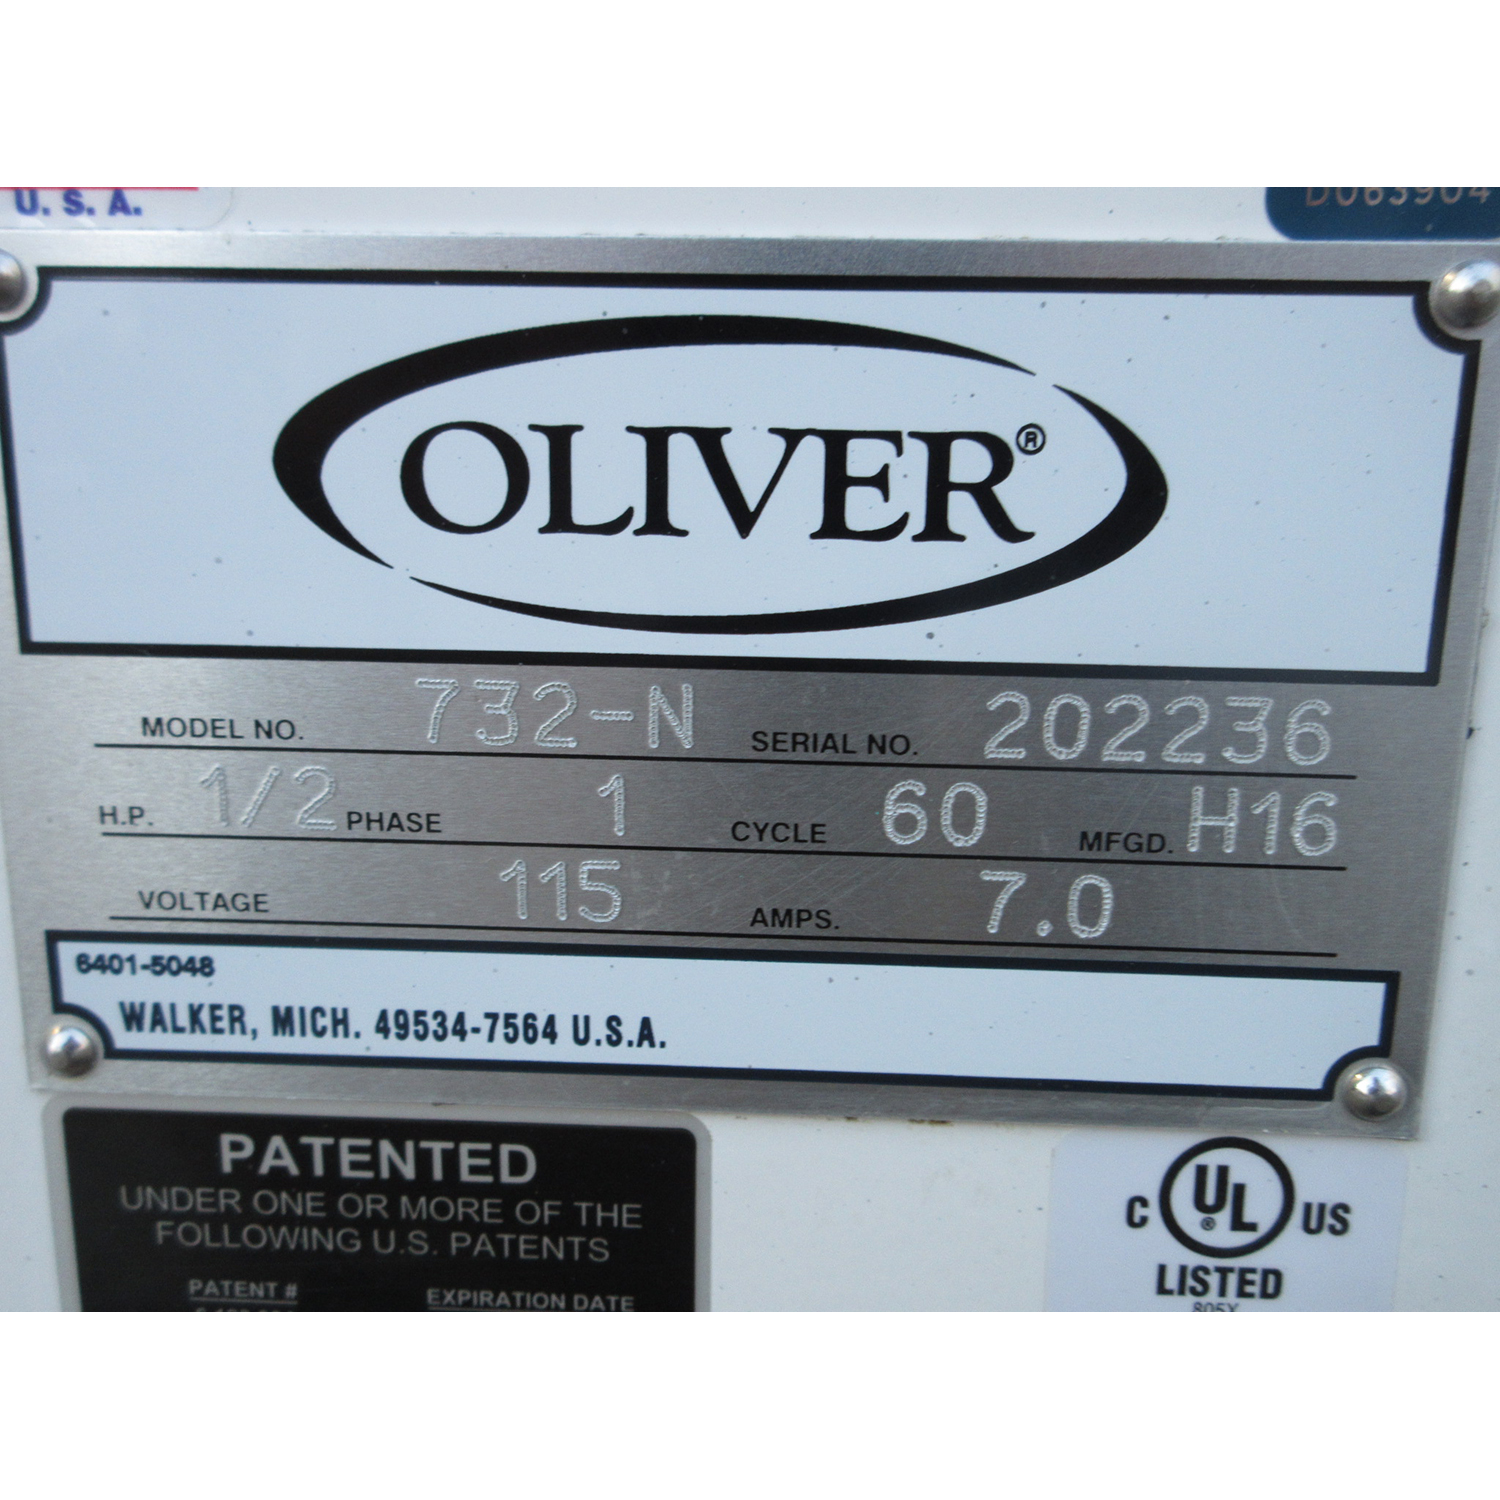 U. S. A.
D063904
OLIVER®
MODEL NO. 732-N SERIAL NO. 202236
H.P. 1/2 PHASE 1 CYCLE 60 MFGD. H16
VOLTAGE 115 AMPS. 7.0
6401-5048
WALKER, MICH. 49534-7564 U.S.A.
PATENTED
UNDER ONE OR MORE OF THE
FOLLOWING U.S. PATENTS
PATENT # EXPIRATION DATE
C UL® US
LISTED
805Y